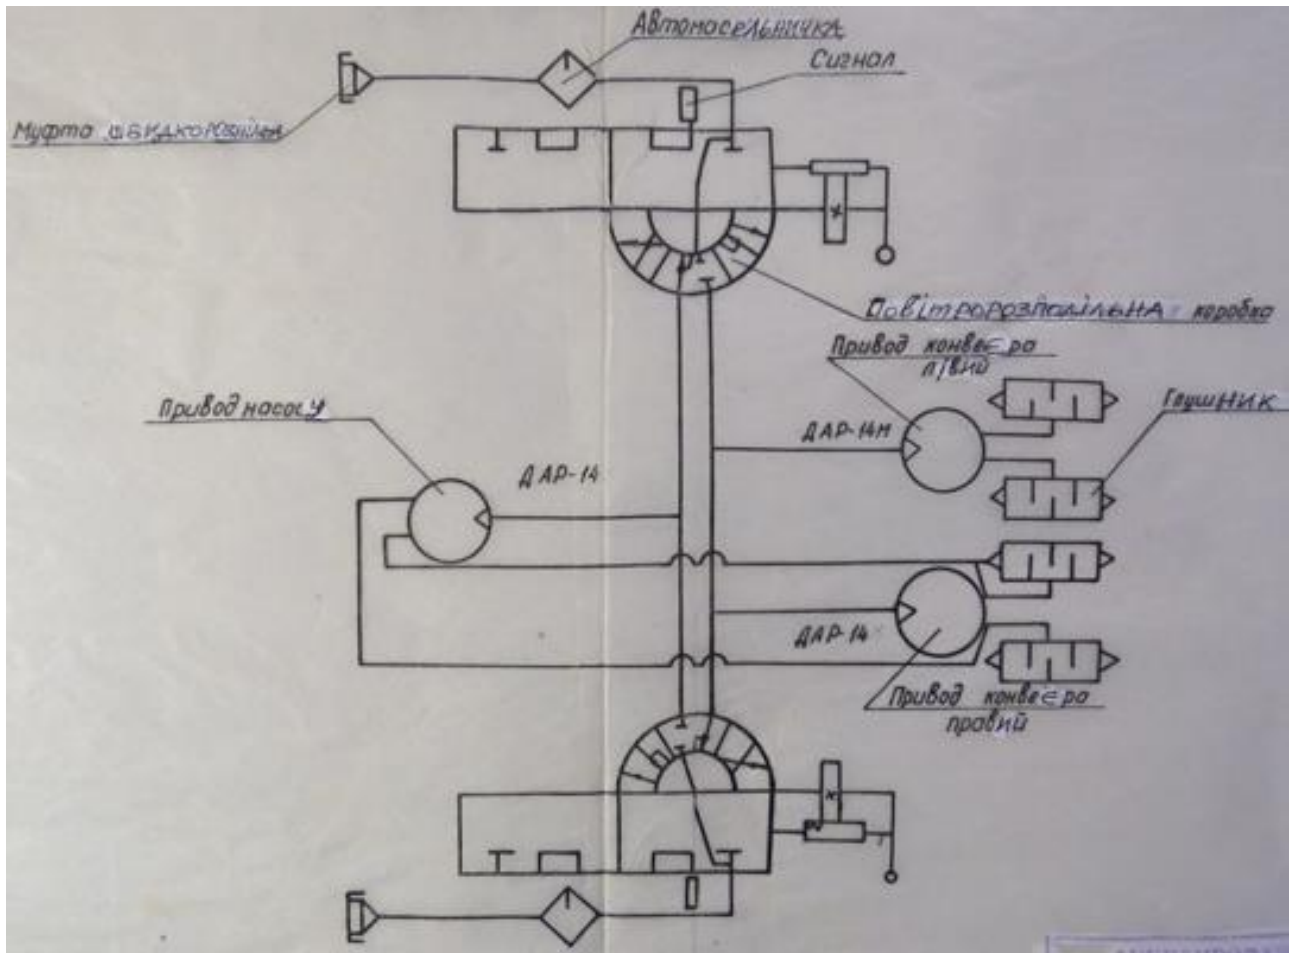 Автомасельничка
Сигнал
Муфта
Повітророзподільна коробка
Привод конвеєра
лівий
Привод насосу
Глушник
ДАР-14М
ДАР-14
ДАР-14
Привод конвеєра
правий